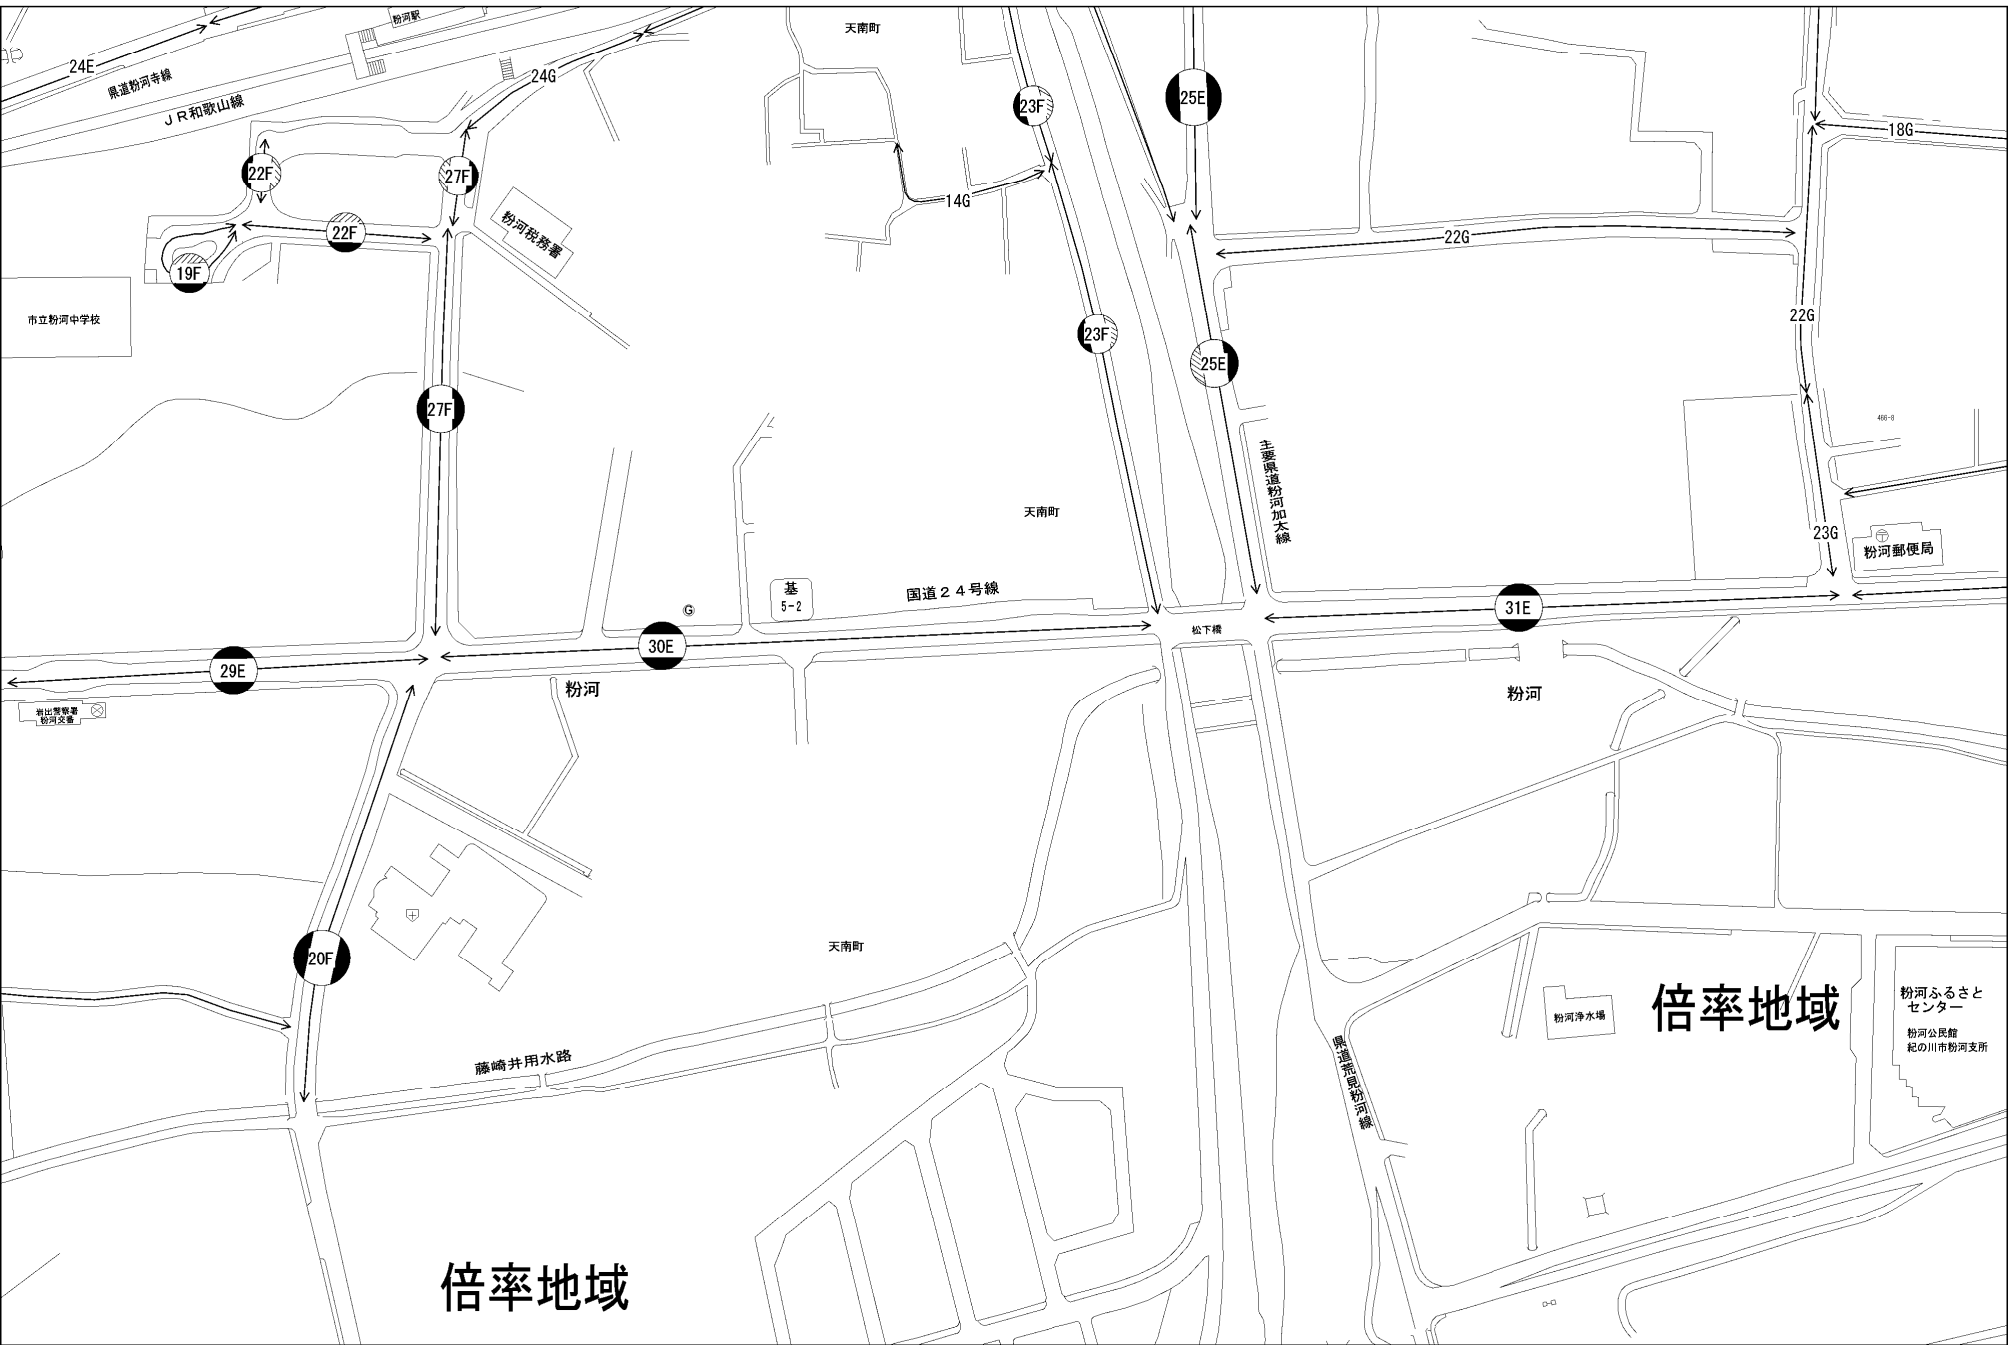 粉河駅
天南町
24E
県道粉河寺線
24G
ＪＲ和歌山線
25E
23F
18G
22F
27F
14G
22F
粉河税務署
22G
19F
市立粉河中学校
22G
23F
25E
27F
466-8
主要県道粉河加太線
天南町
23G
粉河郵便局
国道２４号線
基
5-2
G
31E
松下橋
30E
29E
粉河
粉河
岩出警察署
粉河交番
天南町
20F
粉河ふるさと
センター
粉河公民館
紀の川市粉河支所
倍率地域
粉河浄水場
藤崎井用水路
県道荒見粉河線
倍率地域